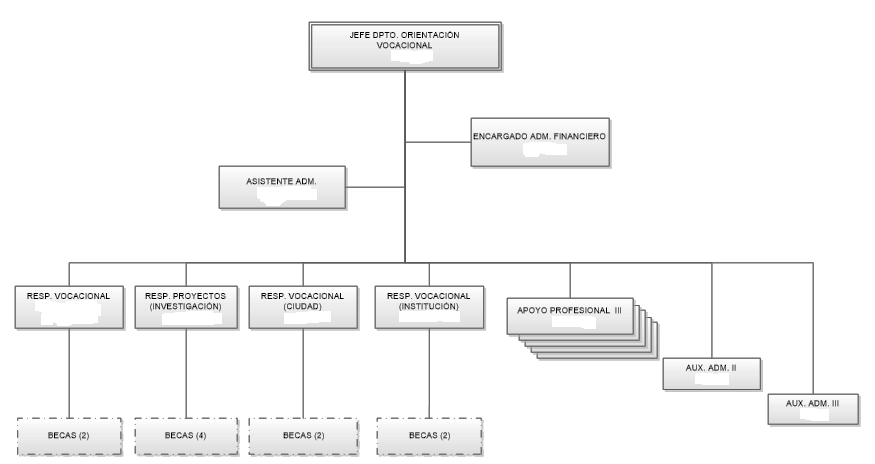 JEFE DPTO. ORIENTACIÓN
VOCACIONAL
ENCARGADO ADM. FINANCIERO
ASISTENTE ADM.
RESP. VOCACIONAL
RESP. PROYECTOS
(INVESTIGACIÓN)
RESP. VOCACIONAL
(CIUDAD)
RESP. VOCACIONAL
(INSTITUCIÓN)
APOYO PROFESIONAL III
AUX. ADM. II
AUX. ADM. III
BECAS (2)
BECAS (4)
BECAS (2)
BECAS (2)